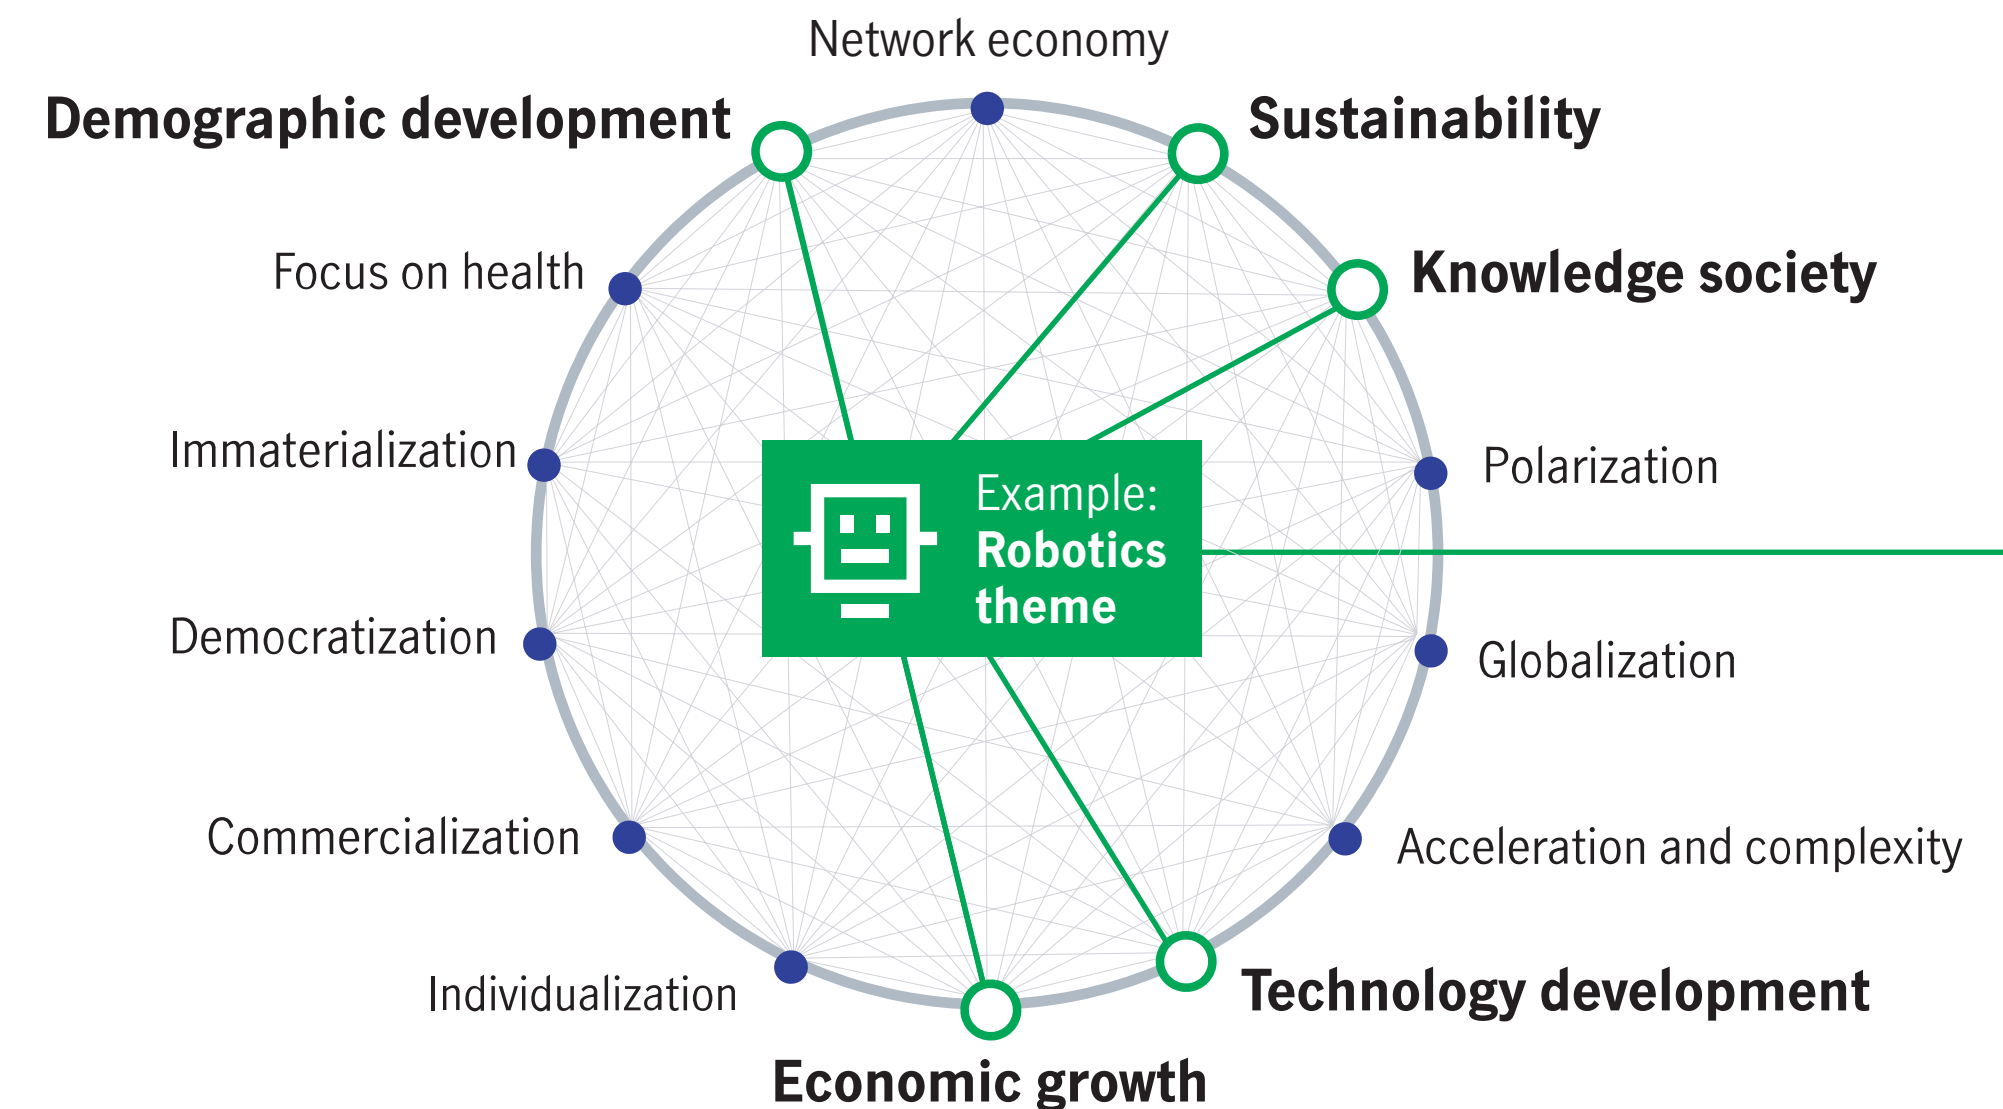 Network economy
Demographic development
Sustainability
Focus on health
Knowledge society
Immaterialization
Polarization
Example:
Robotics
theme
Democratization
Globalization
Commercialization
Acceleration and complexity
Individualization
Technology development
Economic growth